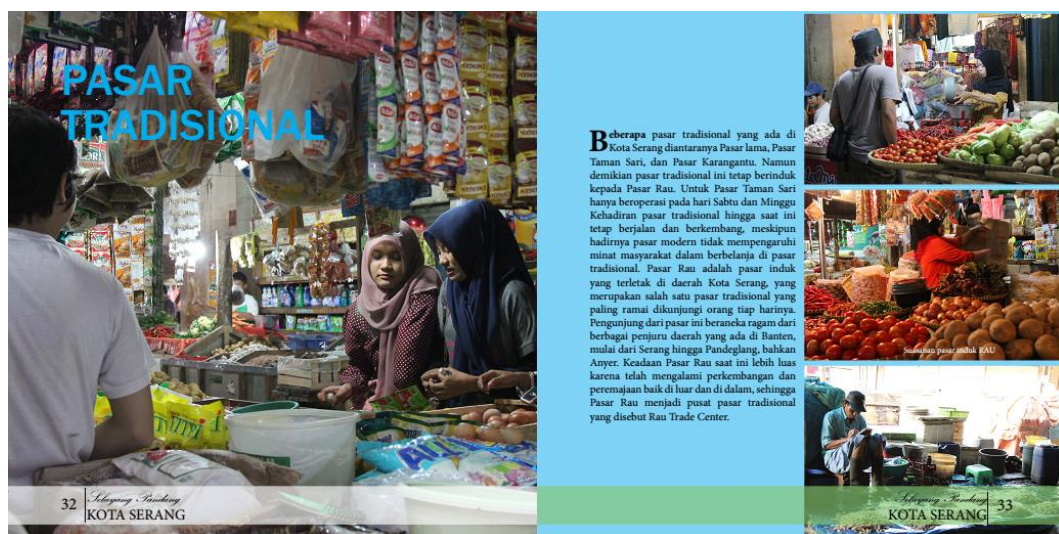 PASAR
TRADISIONAL
32
Selayang Pandang
KOTA SERANG
Beberapa pasar tradisional yang ada di
Kota Serang diantaranya Pasar lama, Pasar
Taman Sari, dan Pasar Karangantu. Namun
demikian pasar tradisional ini tetap berinduk
kepada Pasar Rau. Untuk Pasar Taman Sari
hanya beroperasi pada hari Sabtu dan Minggu
Kehadiran pasar tradisional hingga saat ini
tetap berjalan dan berkembang, meskipun
hadirnya pasar modern tidak mempengaruhi
minat masyarakat dalam berbelanja di pasar
tradisional. Pasar Rau adalah pasar induk
yang terletak di daerah Kota Serang, yang
merupakan salah satu pasar tradisional yang
paling ramai dikunjungi orang tiap harinya.
Pengunjung dari pasar ini beraneka ragam dari
berbagai penjuru daerah yang ada di Banten,
mulai dari Serang hingga Pandeglang, bahkan
Anyer. Keadaan Pasar Rau saat ini lebih luas
karena telah mengalami perkembangan dan
peremajaan baik di luar dan di dalam, sehingga
Pasar Rau menjadi pusat pasar tradisional
yang disebut Rau Trade Center.
Suasanan pasar induk RAU
Selayang Pandang
KOTA SERANG
33